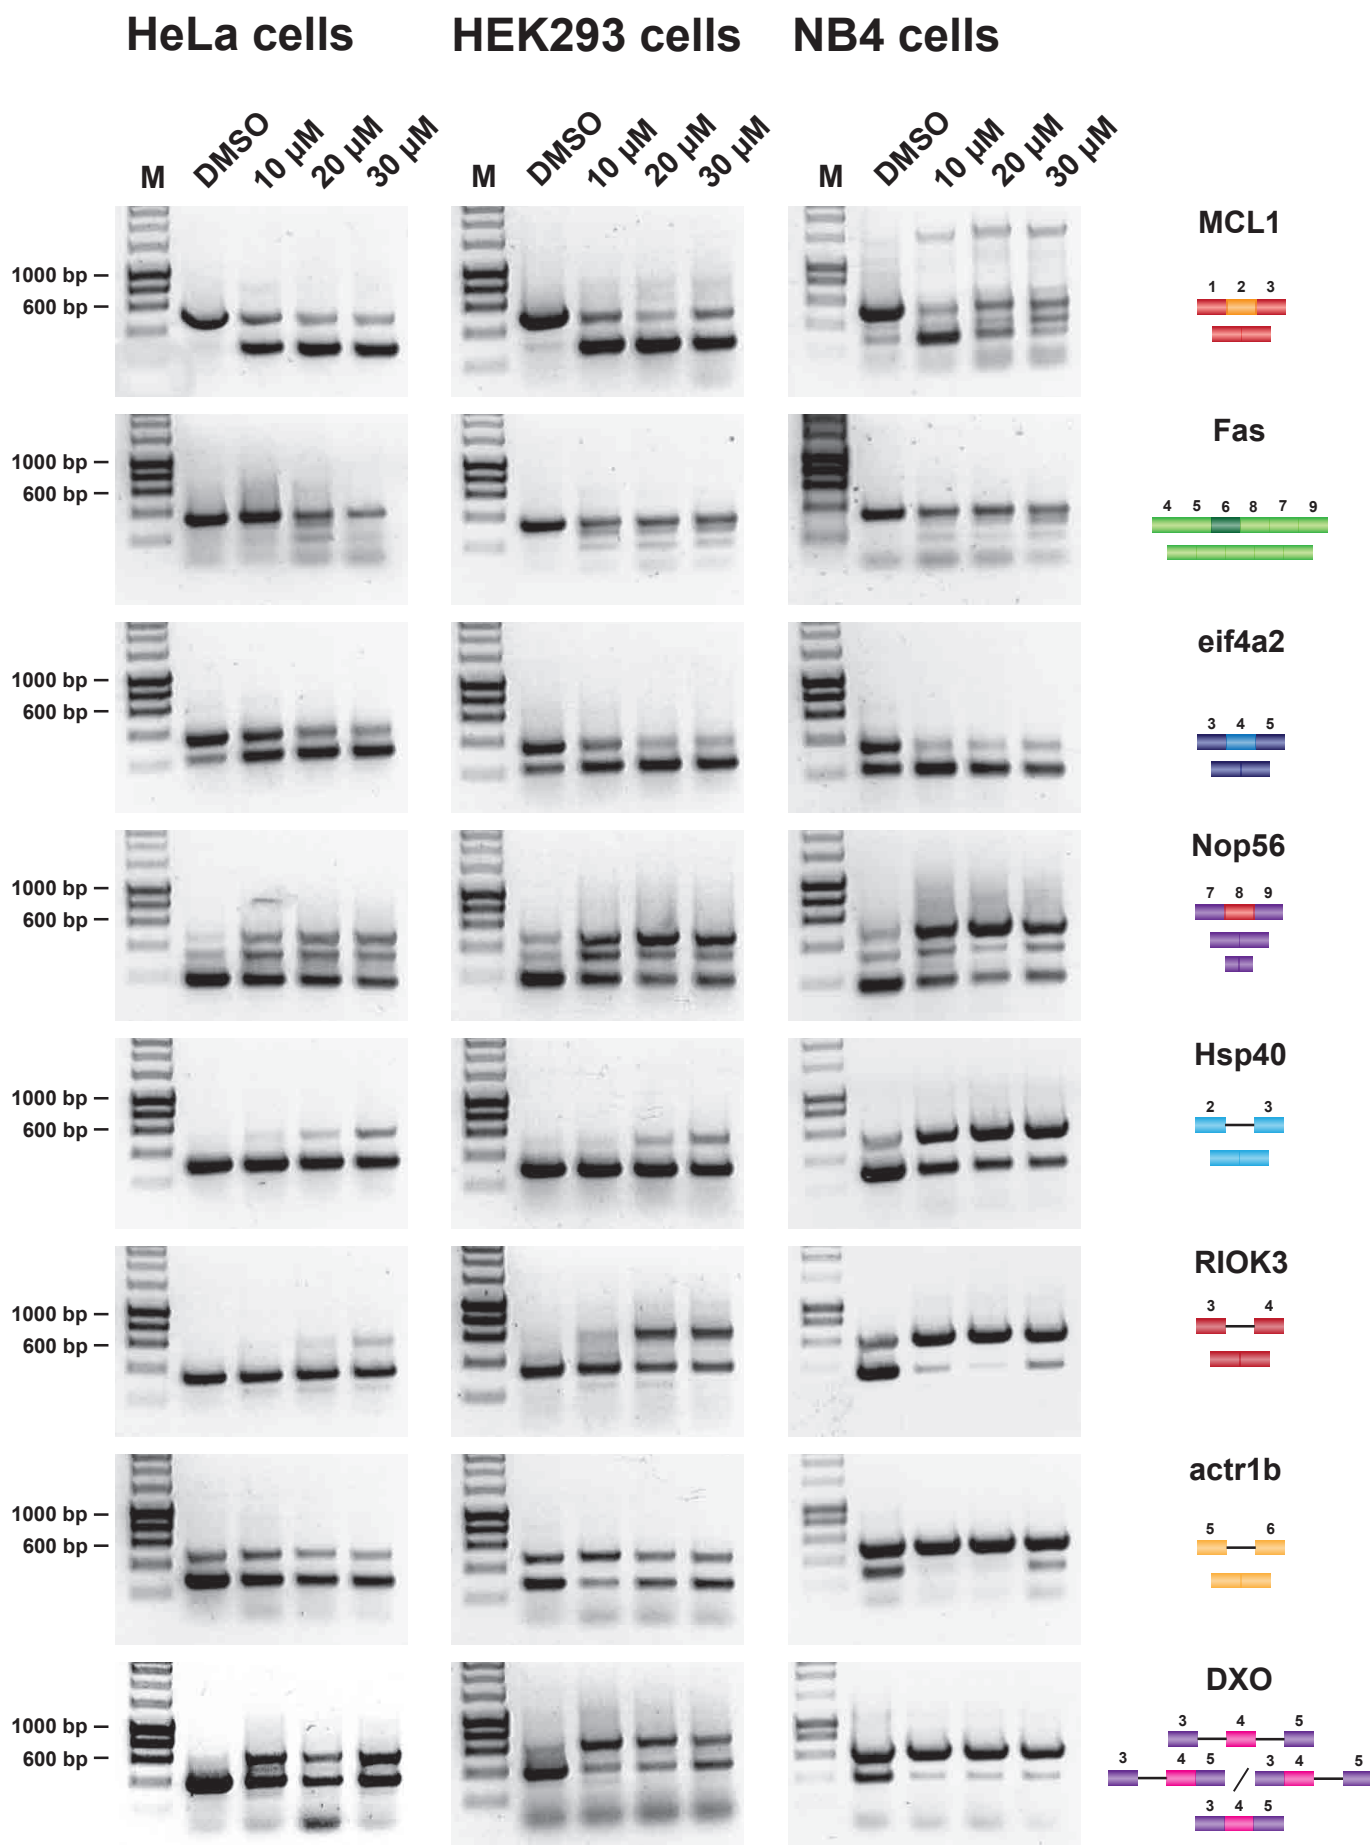 HeLa cells HEK293 cells NB4 cells
M DMSO 10 µM 20 µM 30 µM M DMSO 10 µM 20 µM 30 µM M DMSO 10 µM 20 µM 30 µM
MCL1
1000 bp
600 bp
1 2 3
Fas
1000 bp
600 bp
4 5 6 8 7 9
eif4a2
1000 bp
600 bp
3 4 5
Nop56
1000 bp
600 bp
7 8 9
Hsp40
1000 bp
600 bp
2 3
RIOK3
1000 bp
600 bp
3 4
actr1b
1000 bp
600 bp
5 6
DXO
1000 bp
600 bp
3 4 5
3 4 5 / 3 4 5
3 4 5